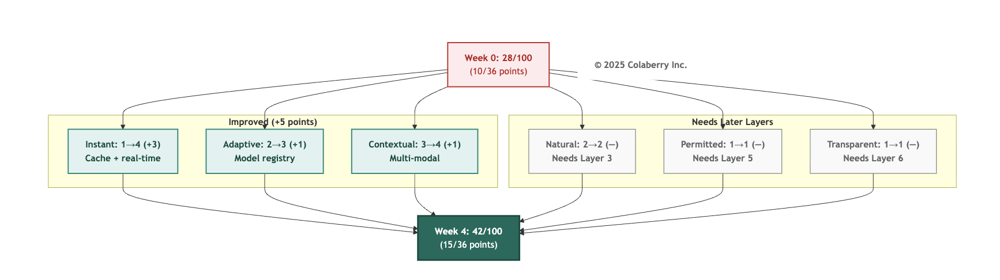 Week 0: 28/100
(10/36 points)
© 2025 Colaberry Inc.
Improved (+5 points)
Instant: 1→4 (+3)
Cache + real-time
Adaptive: 2→3 (+1)
Model registry
Contextual: 3→4 (+1)
Multi-modal
Needs Later Layers
Natural: 2→2 (—)
Needs Layer 3
Permitted: 1→1 (—)
Needs Layer 5
Transparent: 1→1 (—)
Needs Layer 6
Week 4: 42/100
(15/36 points)